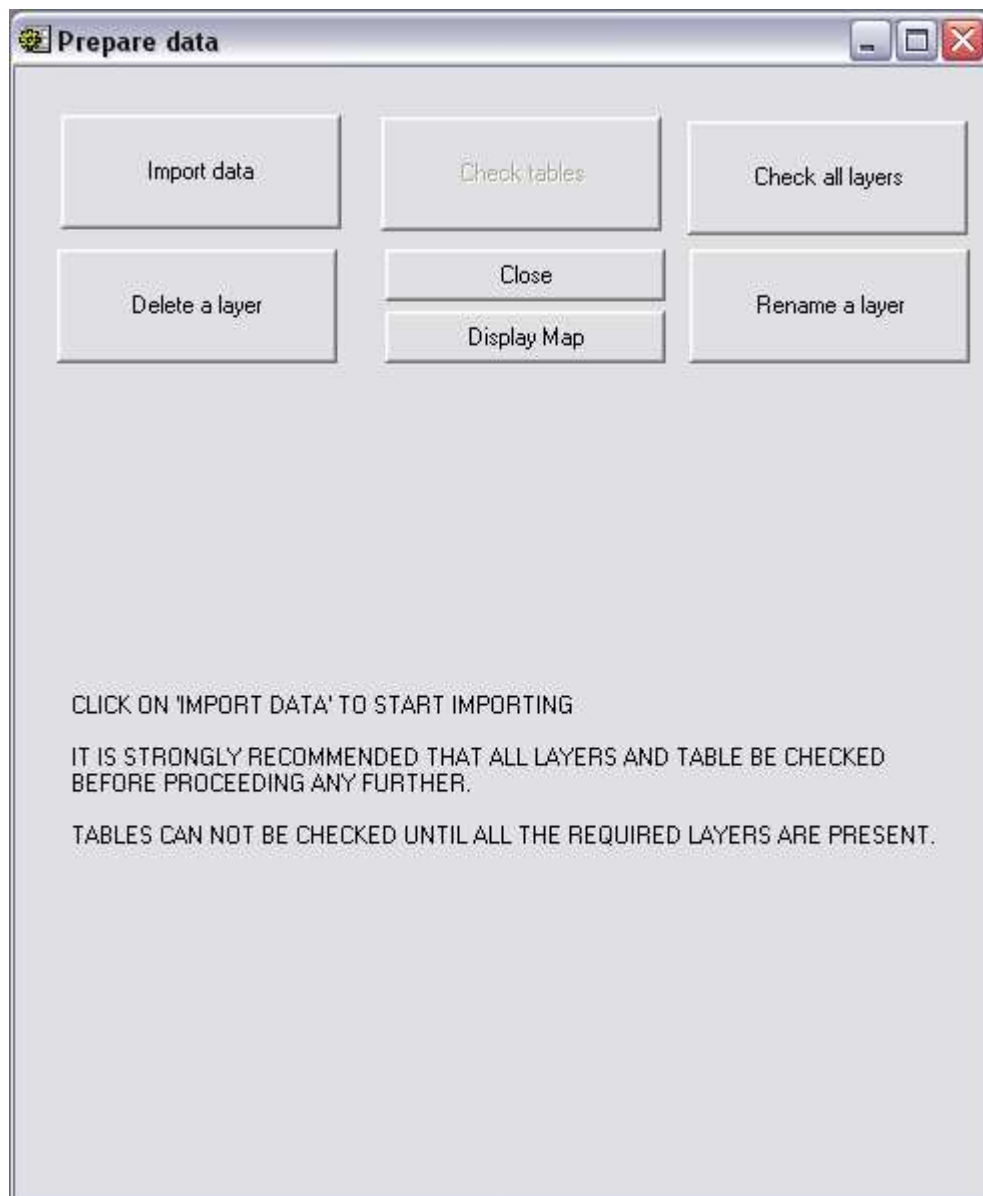 Prepare data
Import data
Check tables
Check all layers
Delete a layer
Close
Display Map
Rename a layer
CLICK ON 'IMPORT DATA' TO START IMPORTING
IT IS STRONGLY RECOMMENDED THAT ALL LAYERS AND TABLE BE CHECKED
BEFORE PROCEEDING ANY FURTHER.
TABLES CAN NOT BE CHECKED UNTIL ALL THE REQUIRED LAYERS ARE PRESENT.